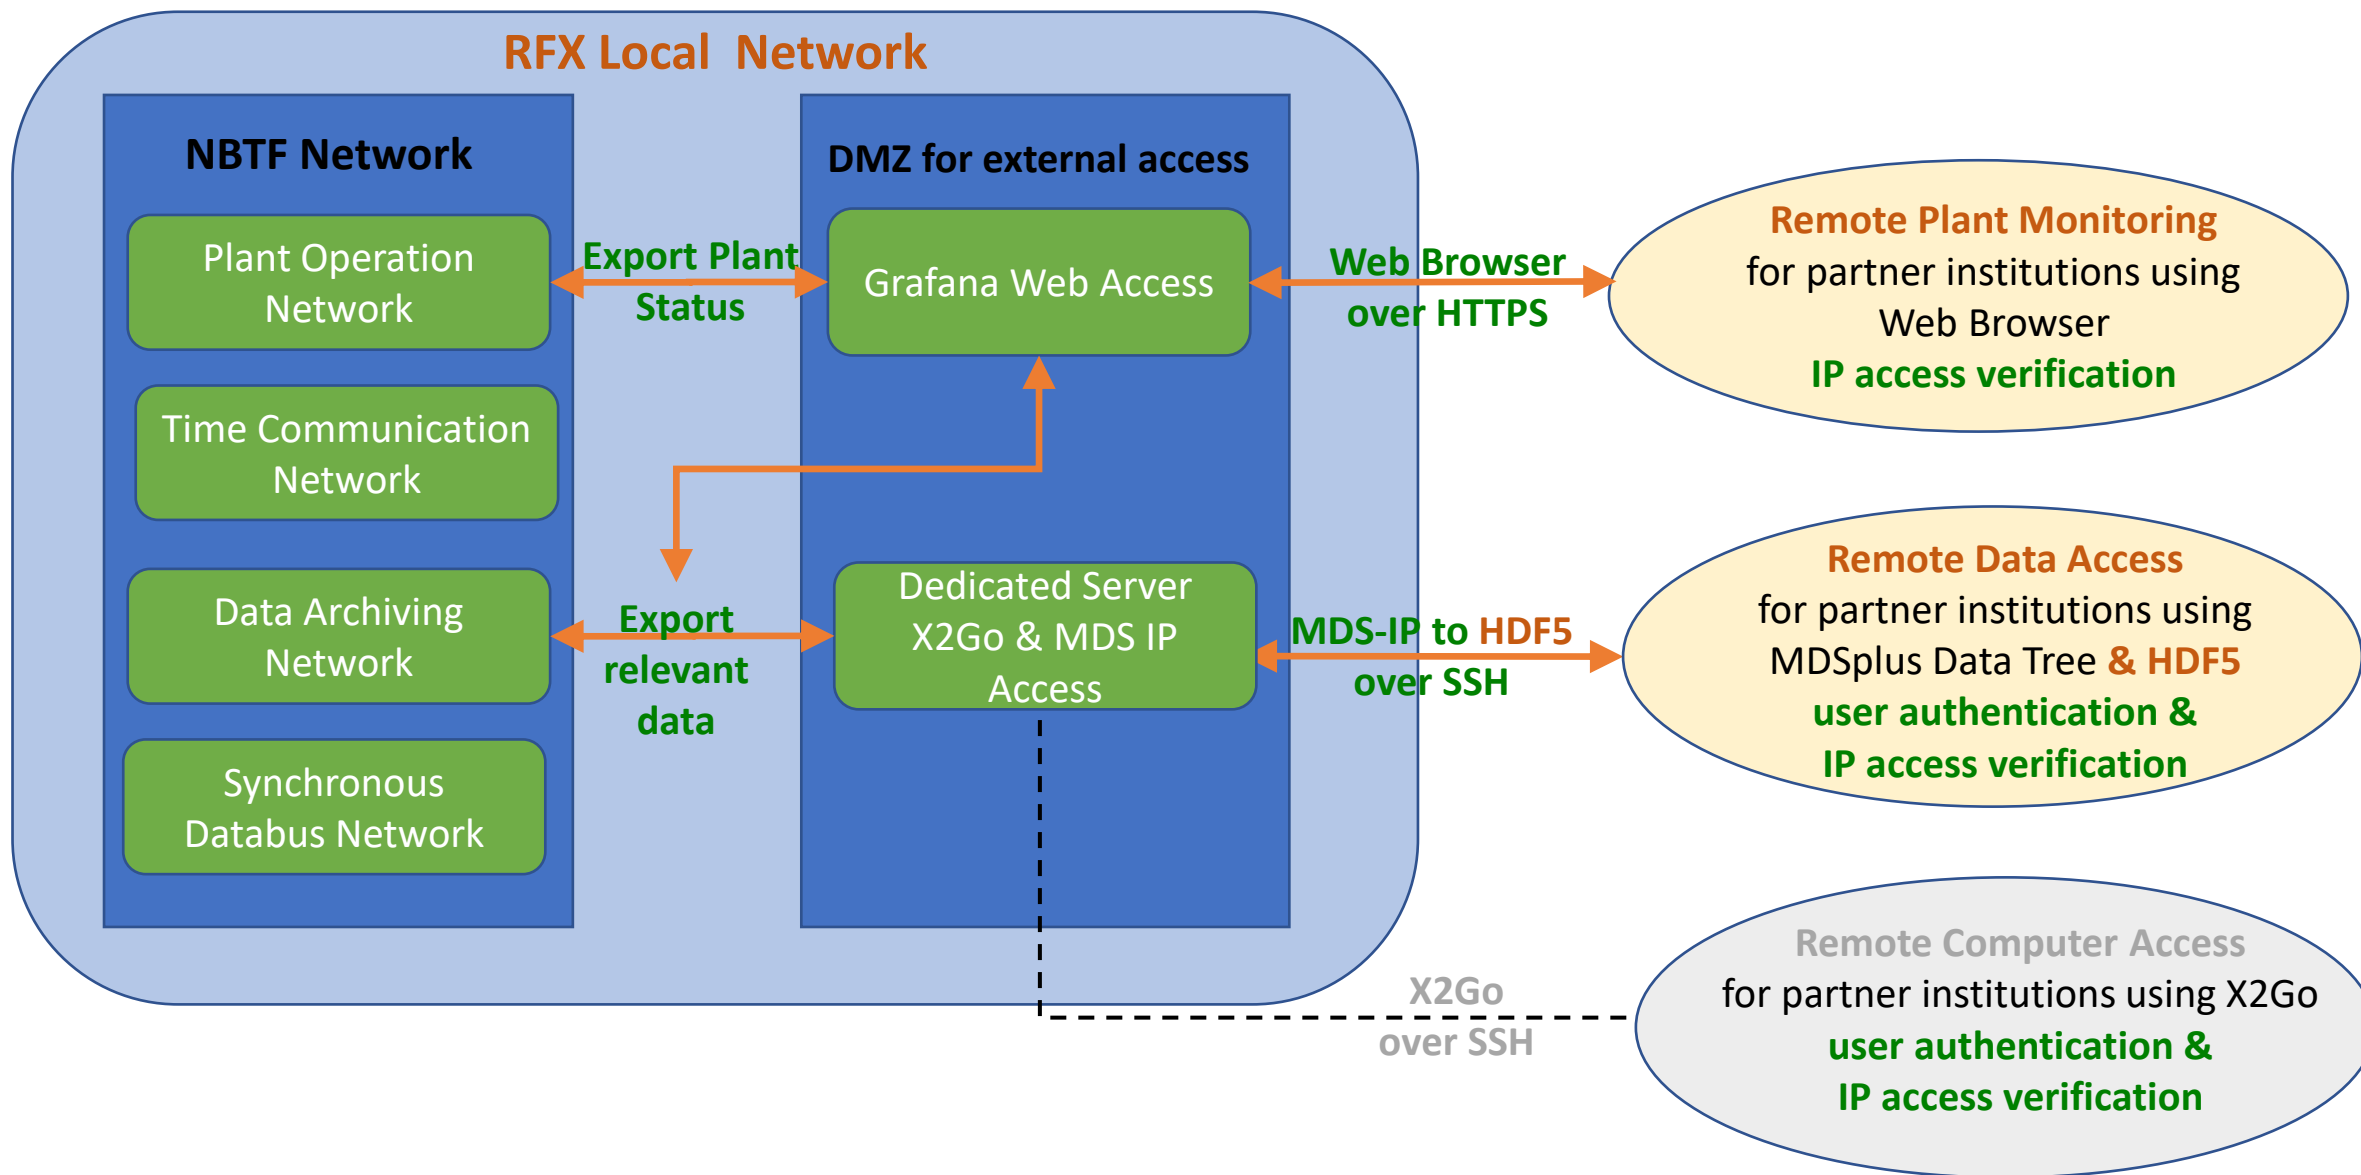 RFX Local  Network
NBTF Network
Plant Operation
Network
Time Communication
Network
Data Archiving
Network
Synchronous
Databus Network
Export Plant
Status
Export
relevant
data
DMZ for external access
Grafana Web Access
Dedicated Server
X2Go & MDS IP
Access
Web Browser
over HTTPS
MDS-IP to HDF5
over SSH
X2Go
over SSH
Remote Plant Monitoring
for partner institutions using
Web Browser
IP access verification
Remote Data Access
for partner institutions using
MDSplus Data Tree & HDF5
user authentication &
IP access verification
Remote Computer Access
for partner institutions using X2Go
user authentication &
IP access verification